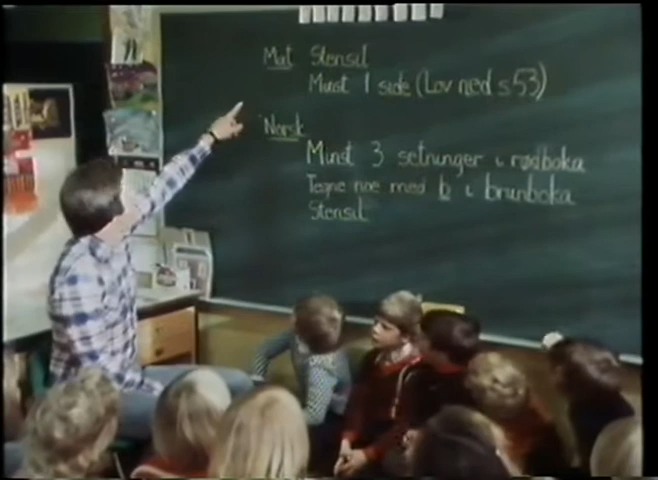 Mat Stensil
Minst 1 side (Lov ned s 53)
Norsk
Minst 3 setninger i rødboka
Tegne noe med b i brunboka
Stensil